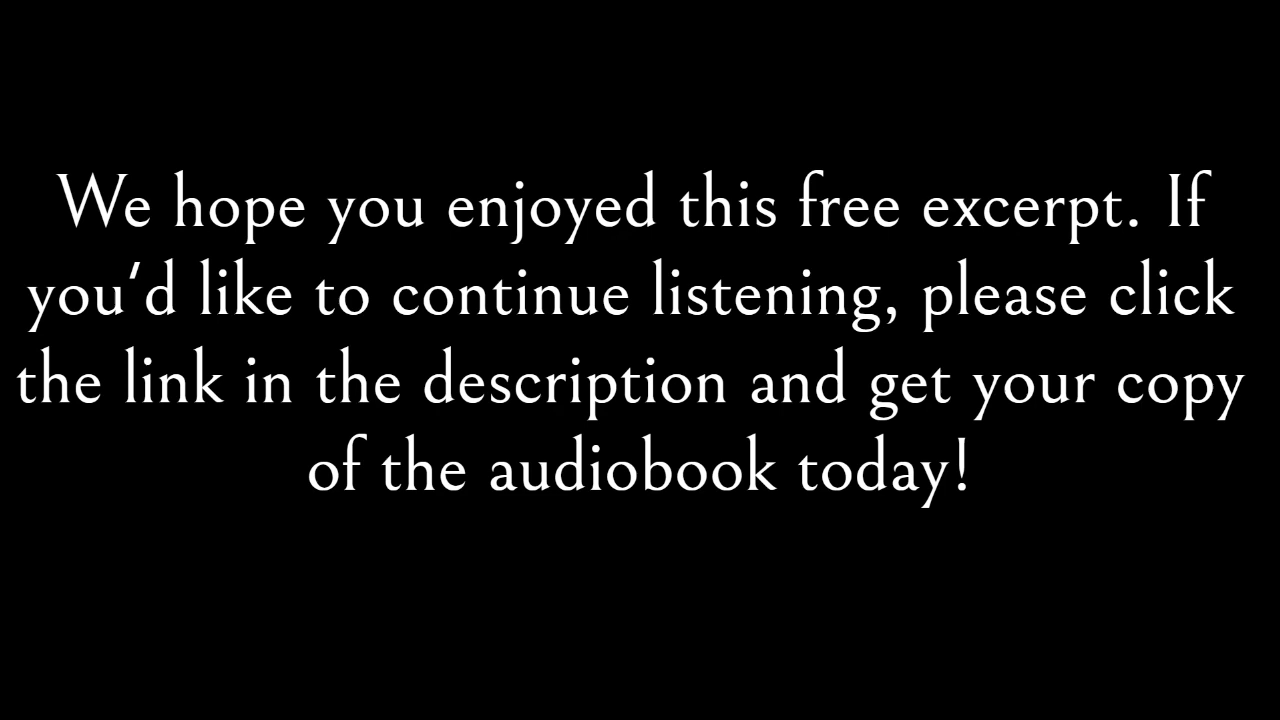 We hope you enjoyed this free excerpt. If
you'd like to continue listening, please click
the link in the description and get your copy
of the audiobook today!